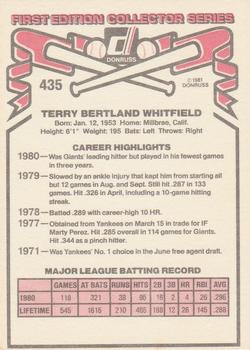 FIRST EDITION COLLECTOR SERIES
DONRUSS
©1981
DONRUSS
435
TERRY BERTLAND WHITFIELD
Born: Jan. 12, 1953 Home: Millbrae, Calif.
Height: 6'1" Weight: 195 Bats: Left Throws: Right
CAREER HIGHLIGHTS
1980—Was Giants' leading hitter but played in his fewest games
in three years.
1979—Slowed by an ankle injury that kept him from starting all
but 12 games in Aug. and Sept. Still hit .287 in 133
games. Hit .326 in April, including a 10-game hitting
streak.
1978—Batted .289 with career-high 10 HR.
1977—Obtained from Yankees on March 15 in trade for IF
Marty Perez. Hit .285 overall in 114 games for Giants.
Hit .344 as a pinch hitter.
1971—Was Yankees' No. 1 choice in the June free agent draft.
MAJOR LEAGUE BATTING RECORD
GAMES AT BATS RUNS HITS 2B 3B HR RBI AVG
1980 118 321 38 95 16 2 4 26 .296
LIFETIME 545 1615 210 465 2 26 145 .288